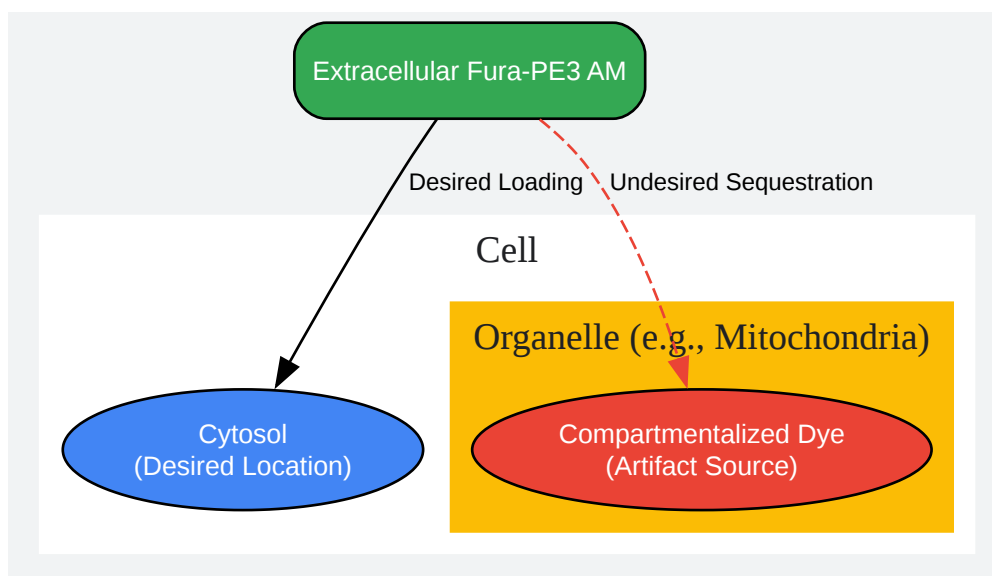 Extracellular Fura-PE3 AM
Desired Loading
Undesired Sequestration
Cell
Organelle (e.g., Mitochondria)
Cytosol
(Desired Location)
Compartmentalized Dye
(Artifact Source)